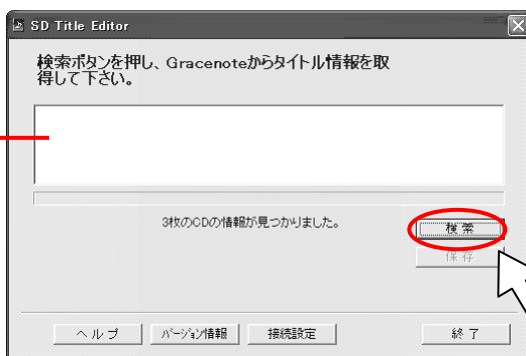 SD Title Editor
検索ボタンを押し、Gracenoteからタイトル情報を取
得して下さい。
3枚のCDの情報が見つかりました。
検索
保存
ヘルプ
バージョン情報
接続設定
終了